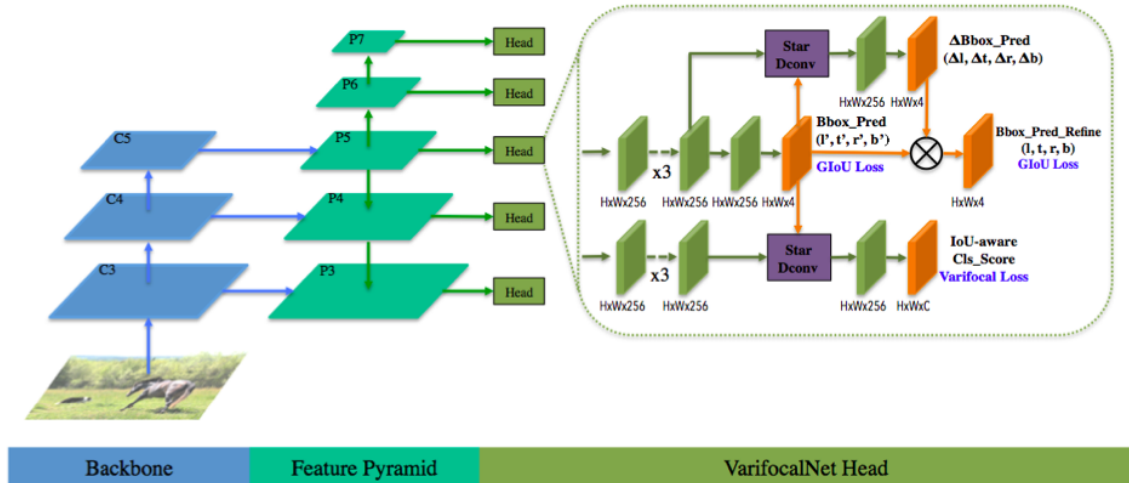 P7
Head
P6
Head
C5
P5
Head
C4
P4
Head
C3
P3
Head
Star
Dconv
ΔBbox_Pred
(Δl, Δt, Δr, Δb)
HxWx256
HxWx4
Bbox_Pred
(l’, t’, r’, b’)
GIoU Loss
Bbox_Pred_Refine
(l, t, r, b)
GIoU Loss
x3
HxWx256
HxWx256
HxWx256
HxWx4
HxWx4
Star
Dconv
IoU-aware
Cls_Score
Varifocal Loss
x3
HxWx256
HxWx256
HxWx256
HxWxC
Backbone
Feature Pyramid
VarifocalNet Head